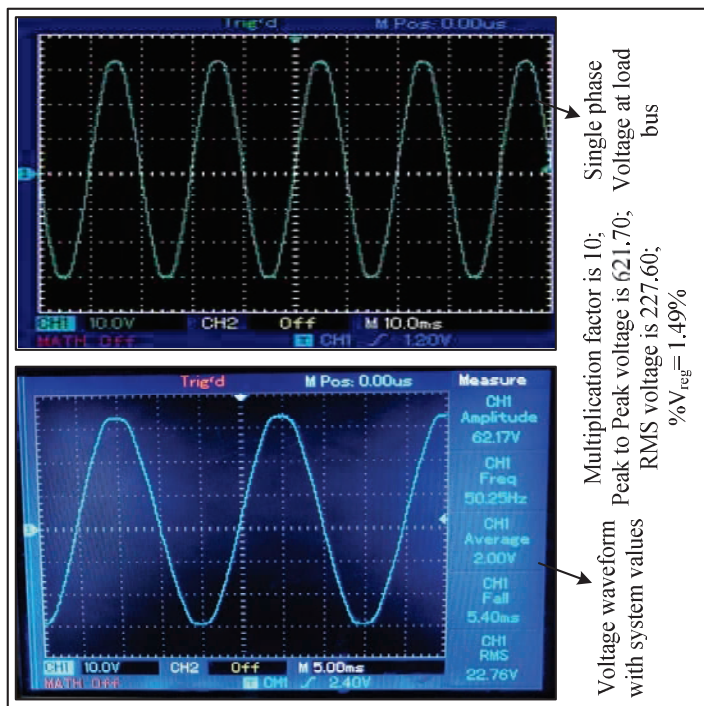 Trig'd M Pos: 0.00us
CH1 10.0V CH2 Off M 10.0ms
MATH Off CH1 1.20V
Single phase
Voltage at load
bus
Trig'd M Pos: 0.00us Measure
CH1
Amplitude
62.17V
CH1
Freq
50.25Hz
CH1
Average
2.00V
CH1
Fall
5.40ms
CH1
RMS
22.76V
CH1 10.0V CH2 Off M 5.00ms
MATH Off CH1 2.40V
Multiplication factor is 10;
Peak to Peak voltage is 621.70;
RMS voltage is 227.60;
%Vreg= 1.49%
Voltage waveform
with system values